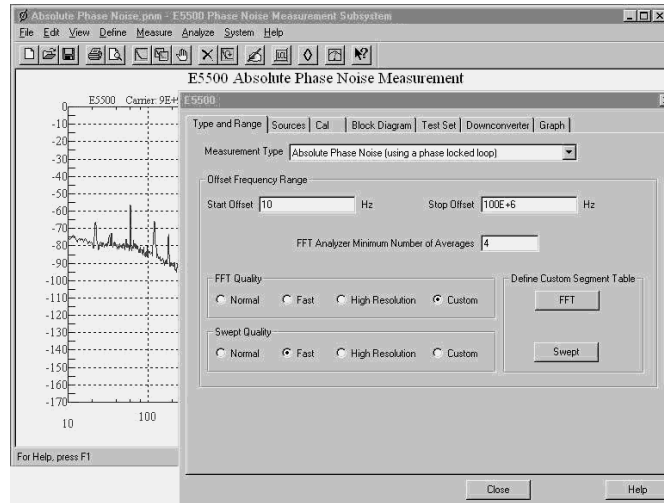 Absolute Phase Noise.pnm - E5500 Phase Noise Measurement Subsystem
File Edit View Define Measure Analyze System Help
E5500 Absolute Phase Noise Measurement
E5500 Carrier: 9E+
0
-10
-20
-30
-40
-50
-60
-70
-80
-90
-100
-110
-120
-130
-140
-150
-160
-170
10
100
For Help, press F1
E5500
Type and Range Sources Cal Block Diagram Test Set Downconverter Graph
Measurement Type Absolute Phase Noise (using a phase locked loop)
Offset Frequency Range
Start Offset 10 Hz Stop Offset 100E+6 Hz
FFT Analyzer Minimum Number of Averages 4
FFT Quality
Normal Fast High Resolution Custom
Swept Quality
Normal Fast High Resolution Custom
Define Custom Segment Table
FFT
Swept
Close Help